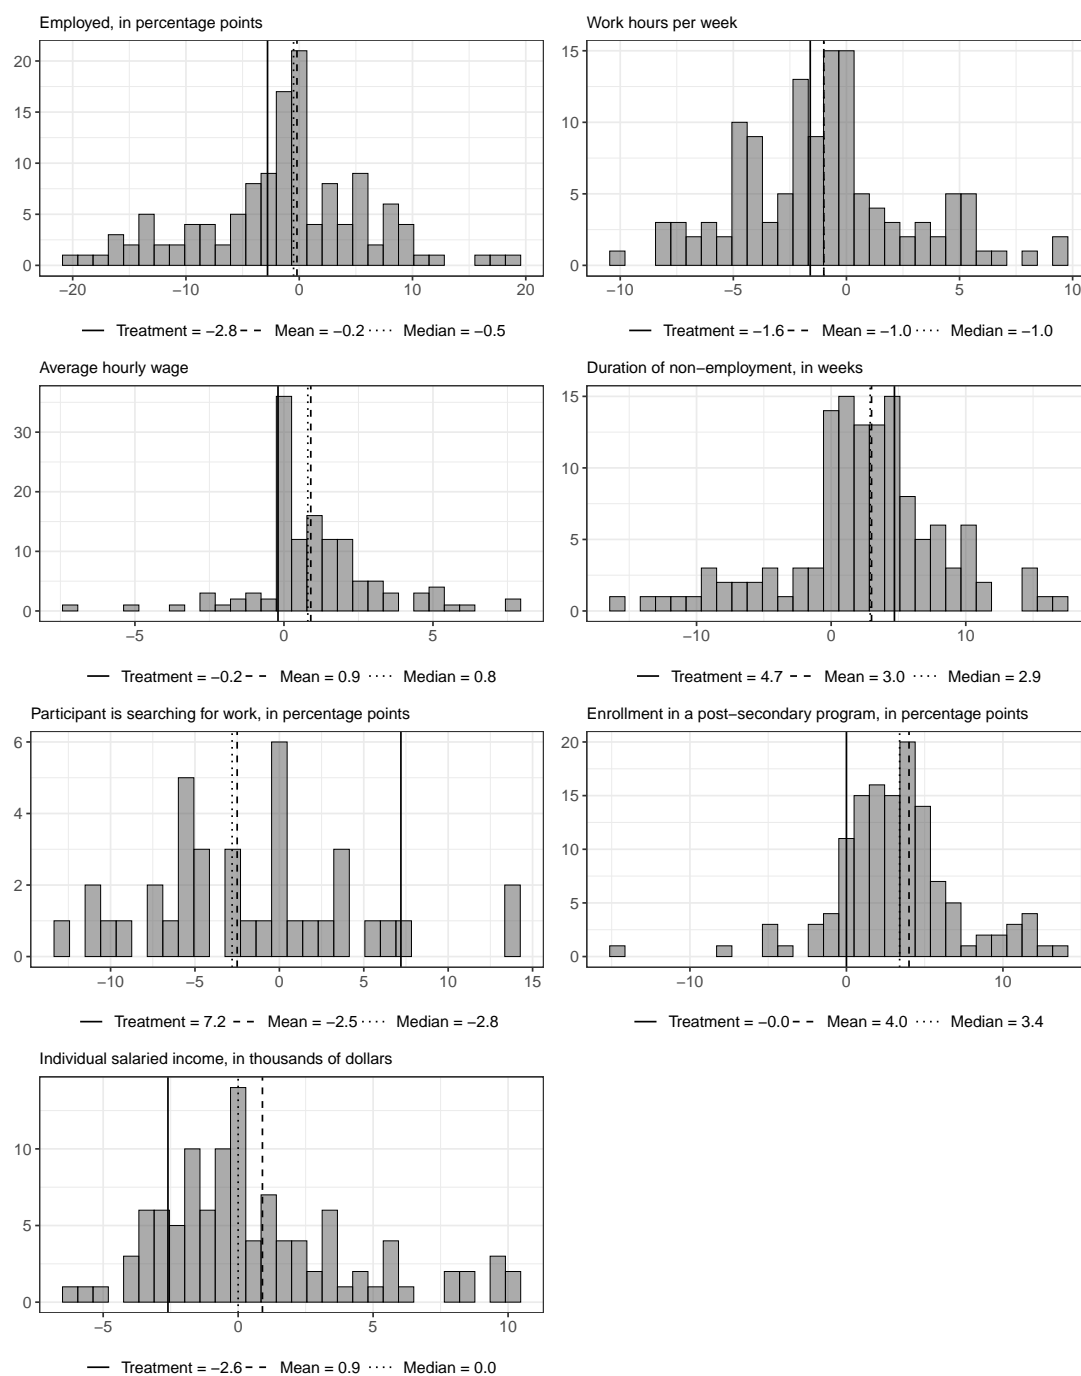 Employed, in percentage points
20
15
10
5
0
−20 −10 0 10 20
Treatment = −2.8 Mean = −0.2 Median = −0.5
Work hours per week
15
10
5
0
−10 −5 0 5 10
Treatment = −1.6 Mean = −1.0 Median = −1.0
Average hourly wage
30
20
10
0
−5 0 5
Treatment = −0.2 Mean = 0.9 Median = 0.8
Duration of non−employment, in weeks
15
10
5
0
−10 0 10
Treatment = 4.7 Mean = 3.0 Median = 2.9
Participant is searching for work, in percentage points
6
4
2
0
−10 −5 0 5 10 15
Treatment = 7.2 Mean = −2.5 Median = −2.8
Enrollment in a post−secondary program, in percentage points
20
15
10
5
0
−10 0 10
Treatment = −0.0 Mean = 4.0 Median = 3.4
Individual salaried income, in thousands of dollars
10
5
0
−5 0 5 10
Treatment = −2.6 Mean = 0.9 Median = 0.0